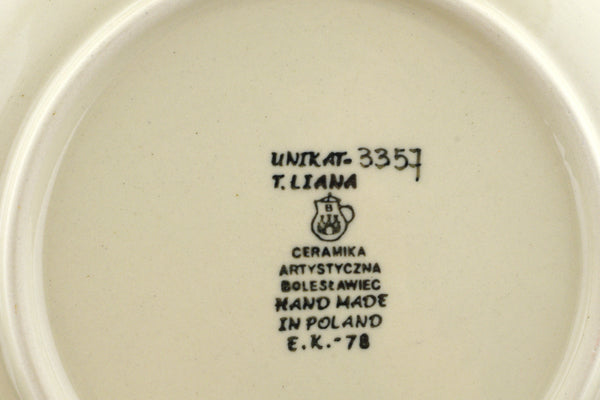 UNIKAT- 3357
T. LIANA
B
CERAMIKA
ARTYSTYCZNA
BOLESŁAWIEC
HAND MADE
IN POLAND
E.K.-78